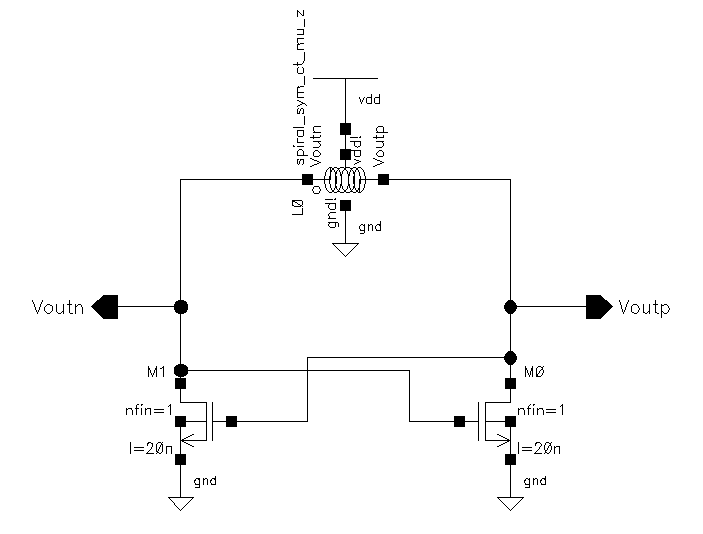 spiral_sym_ct_mu_z
Voutn
vdd!
Voutp
vdd
L0
gnd!
gnd
Voutn
Voutp
M1
M0
nfin=1
nfin=1
l=20n
l=20n
gnd
gnd